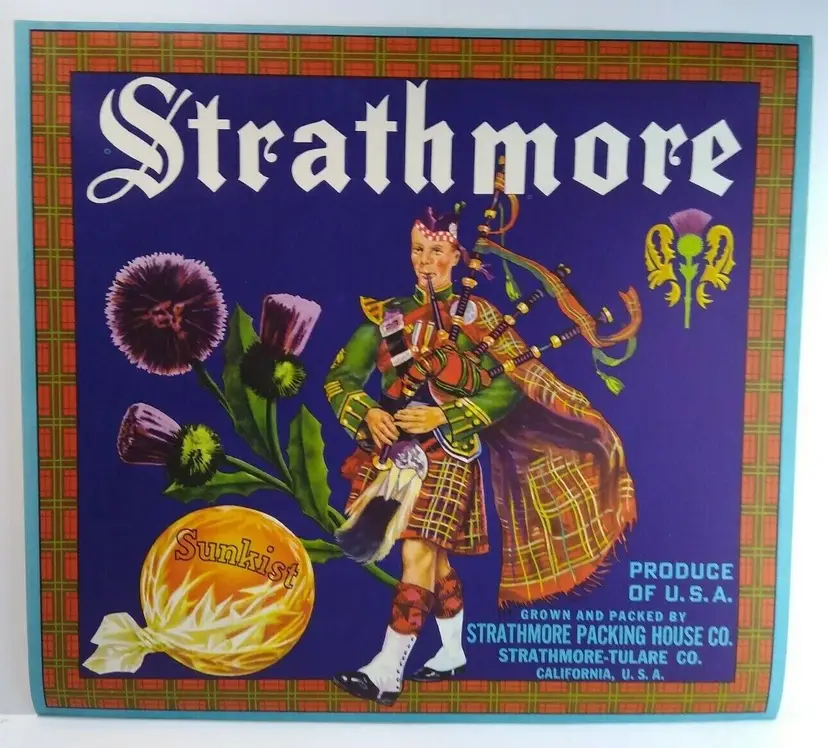 Strathmore
Sunkist
PRODUCE
OF U.S.A.
GROWN AND PACKED BY
STRATHMORE PACKING HOUSE CO.
STRATHMORE-TULARE CO.
CALIFORNIA, U.S.A.